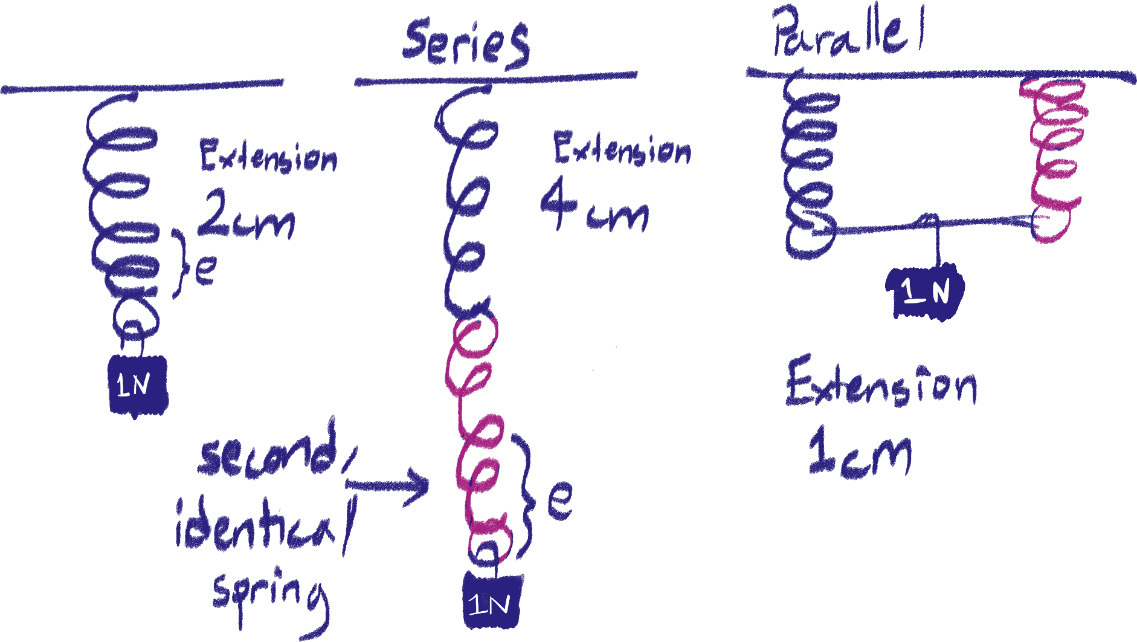 Series
Parallel
Extension
2cm
e
1N
Extension
4cm
second,
identical
spring
e
1N
1N
Extension
1cm